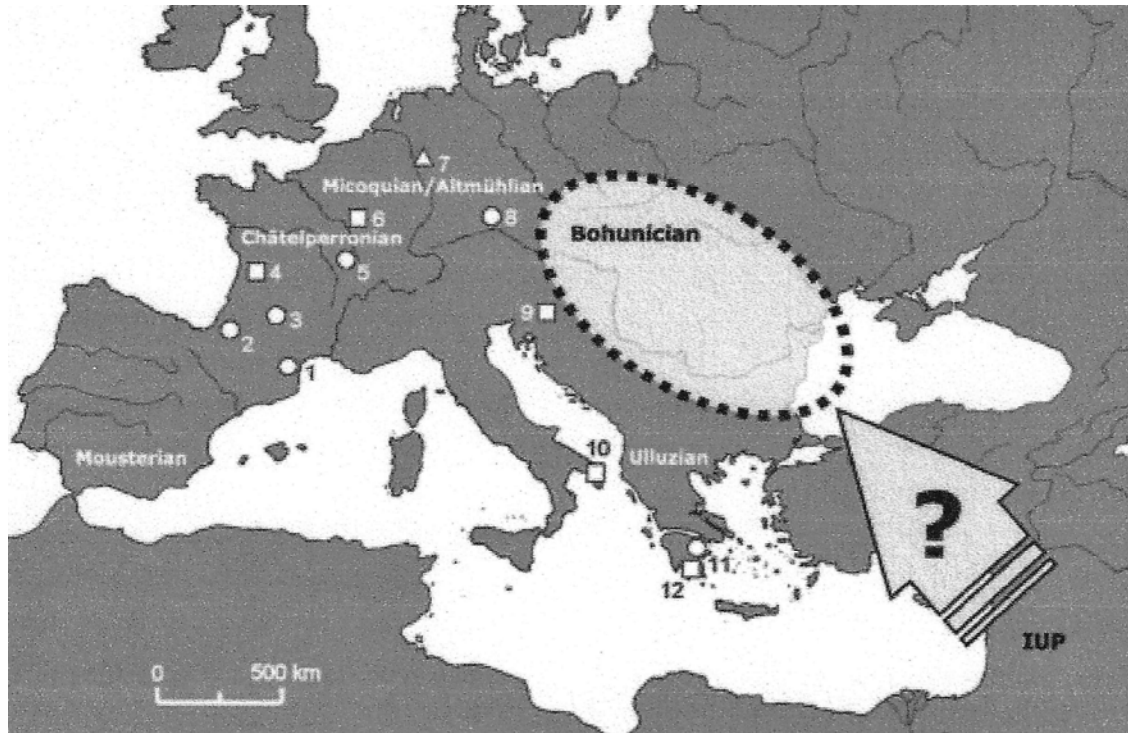 7
Micoquian/Altmühlian
6
8
Châtelperronian
Bohunician
5
4
9
3
2
1
Mousterian
10
Ulluzian
?
11
12
IUP
0 500 km